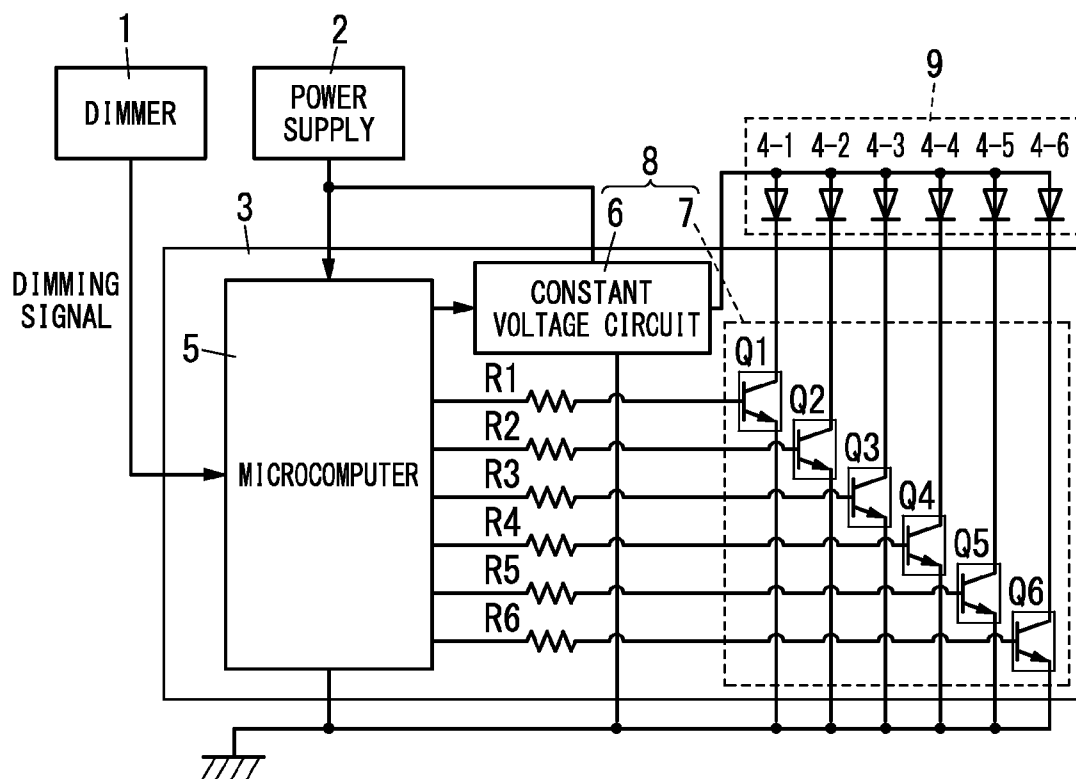 1
2
9
DIMMER
POWER
SUPPLY
4-1 4-2 4-3 4-4 4-5 4-6
8
3
6
7
DIMMING
SIGNAL
CONSTANT
VOLTAGE CIRCUIT
5
Q1
R1
Q2
R2
Q3
MICROCOMPUTER
R3
Q4
R4
Q5
R5
Q6
R6